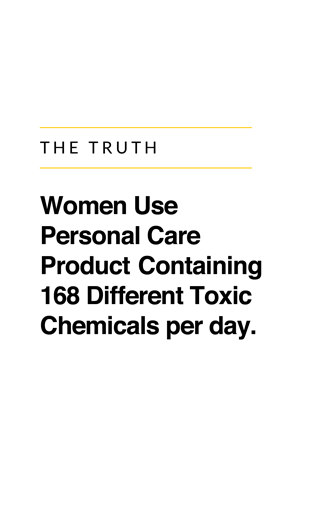 THE TRUTH
Women Use
Personal Care
Product Containing
168 Different Toxic
Chemicals per day.